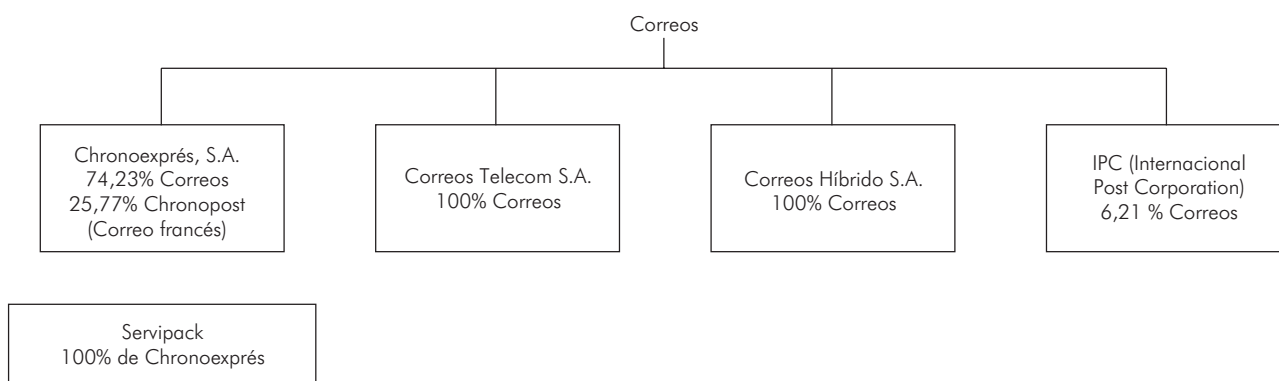 Correos
Chronoexprés, S.A.
74,23% Correos
25,77% Chronopost
(Correo francés)
Correos Telecom S.A.
100% Correos
Correos Híbrido S.A.
100% Correos
IPC (Internacional
Post Corporation)
6,21 % Correos
Servipack
100% de Chronoexprés